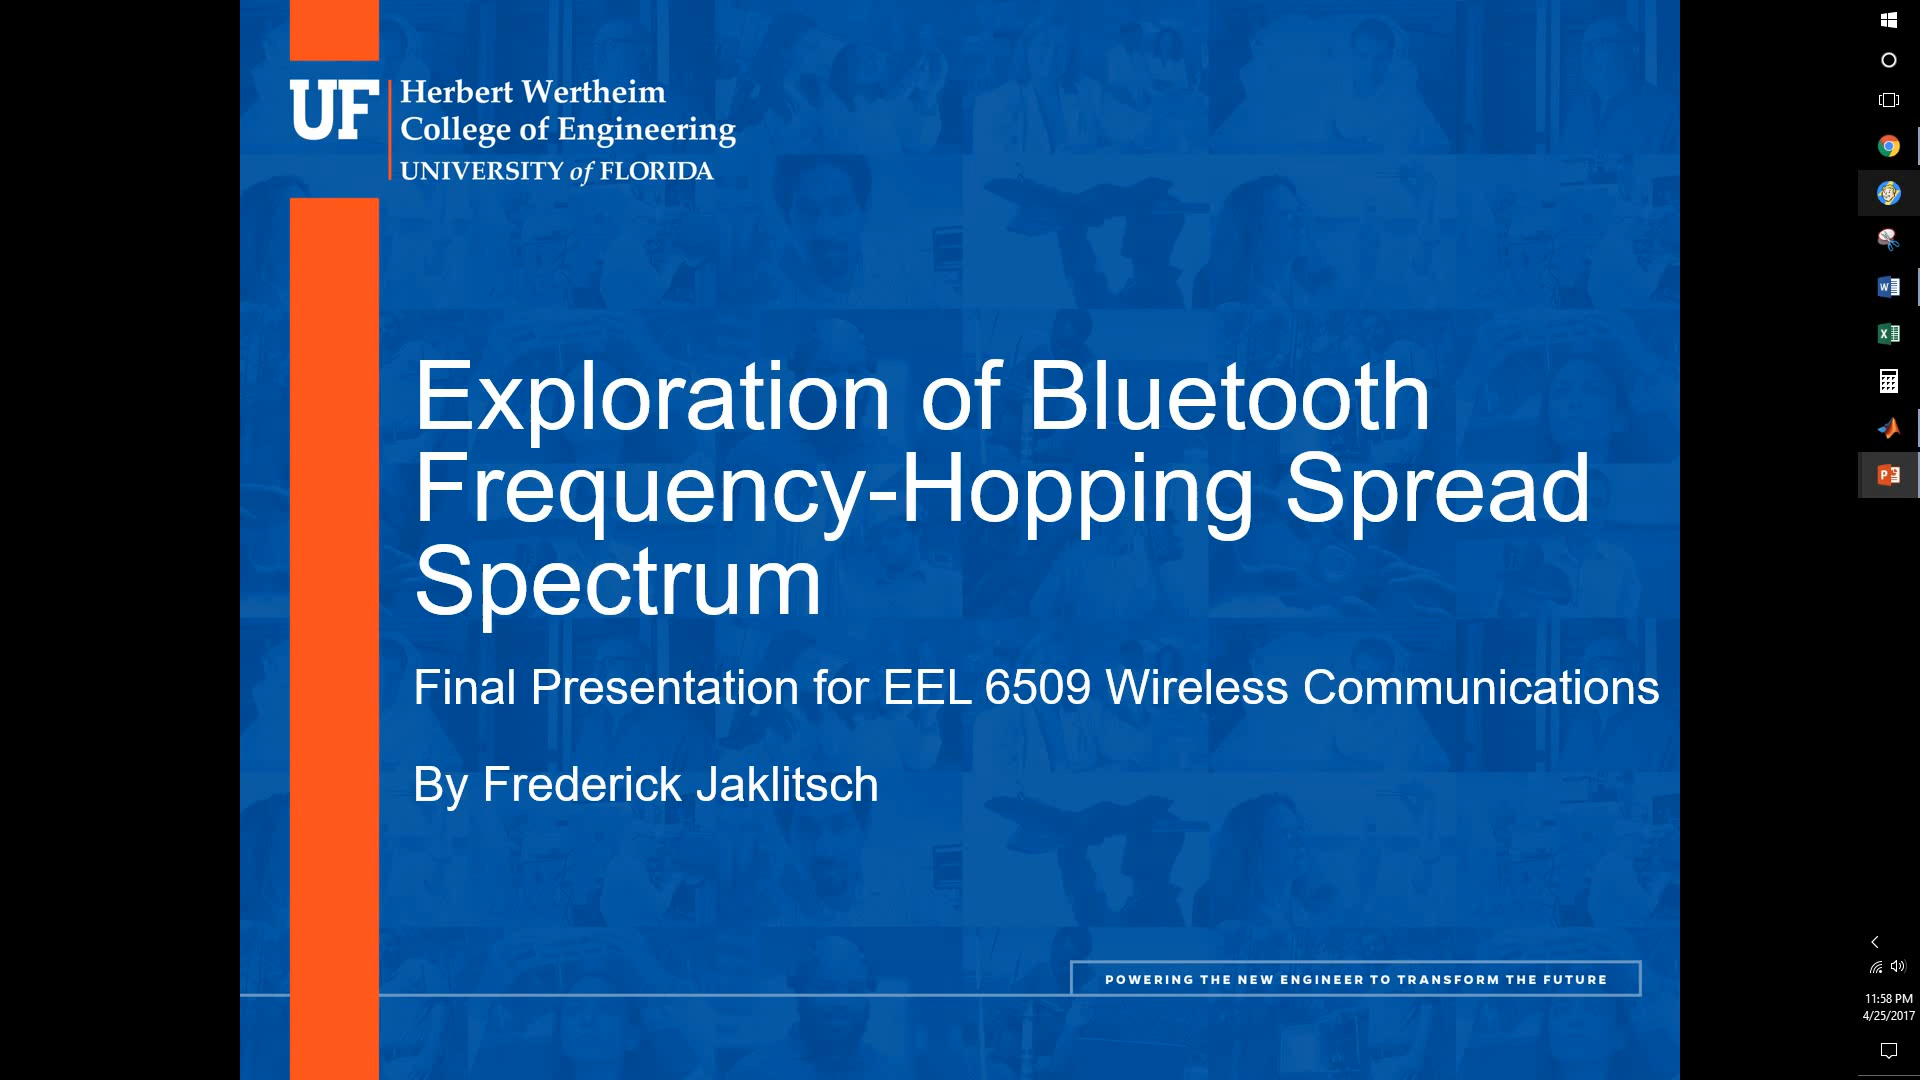 UF
Herbert Wertheim
College of Engineering
UNIVERSITY of FLORIDA
Exploration of Bluetooth
Frequency-Hopping Spread
Spectrum
Final Presentation for EEL 6509 Wireless Communications
By Frederick Jaklitsch
POWERING THE NEW ENGINEER TO TRANSFORM THE FUTURE
11:58 PM
4/25/2017